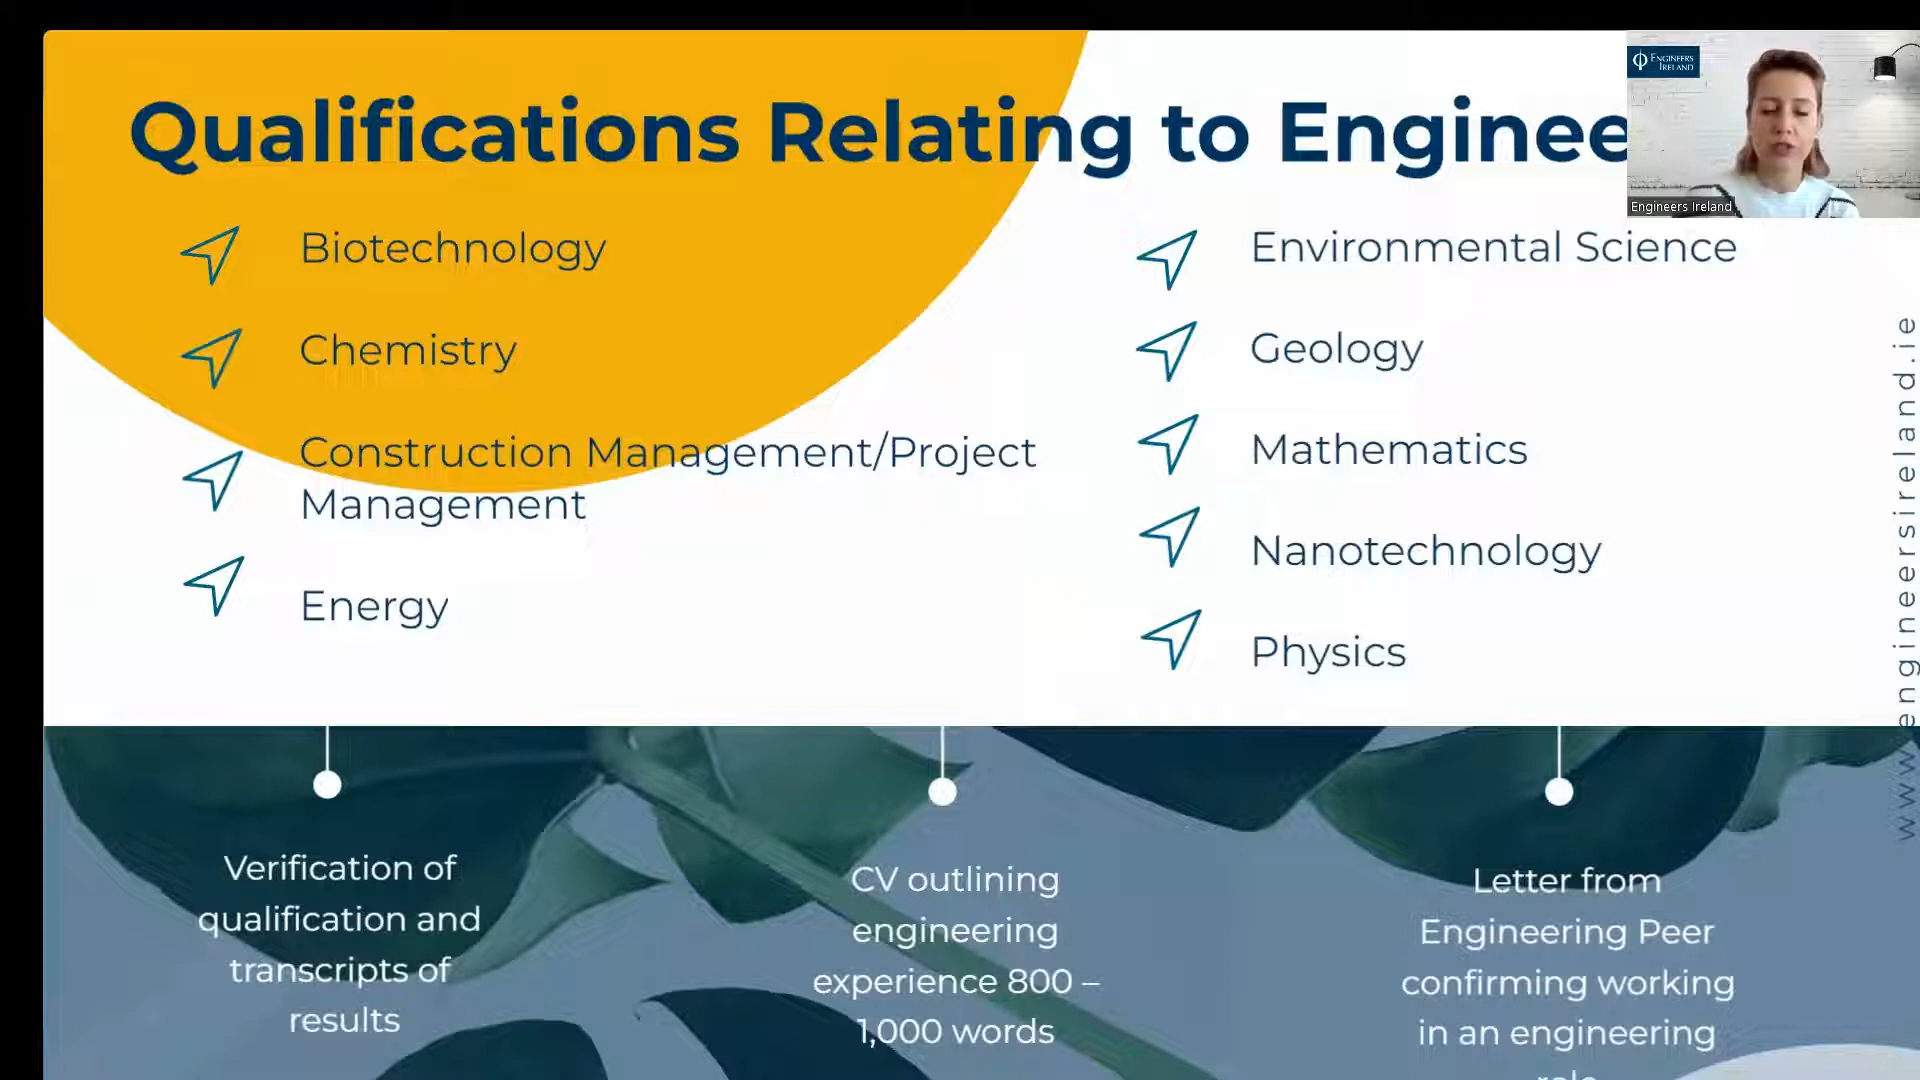 Qualifications Relating to Enginee
ENGINEERS
IRELAND
Engineers Ireland
Biotechnology
Chemistry
Construction Management/Project
Management
Energy
Environmental Science
Geology
Mathematics
Nanotechnology
Physics
www.engineersireland.ie
Verification of
qualification and
transcripts of
results
CV outlining
engineering
experience 800 –
1,000 words
Letter from
Engineering Peer
confirming working
in an engineering